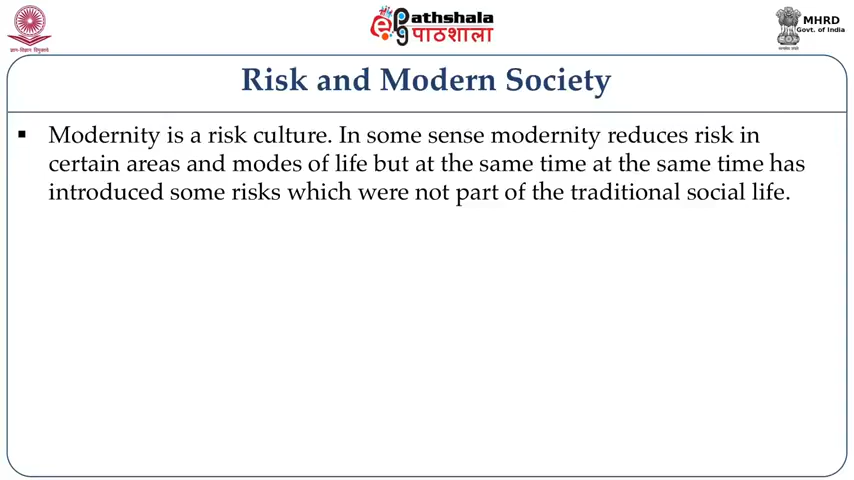 ePathshala
पाठशाला
MHRD
Govt. of India
Risk and Modern Society
▪ Modernity is a risk culture. In some sense modernity reduces risk in
certain areas and modes of life but at the same time at the same time has
introduced some risks which were not part of the traditional social life.